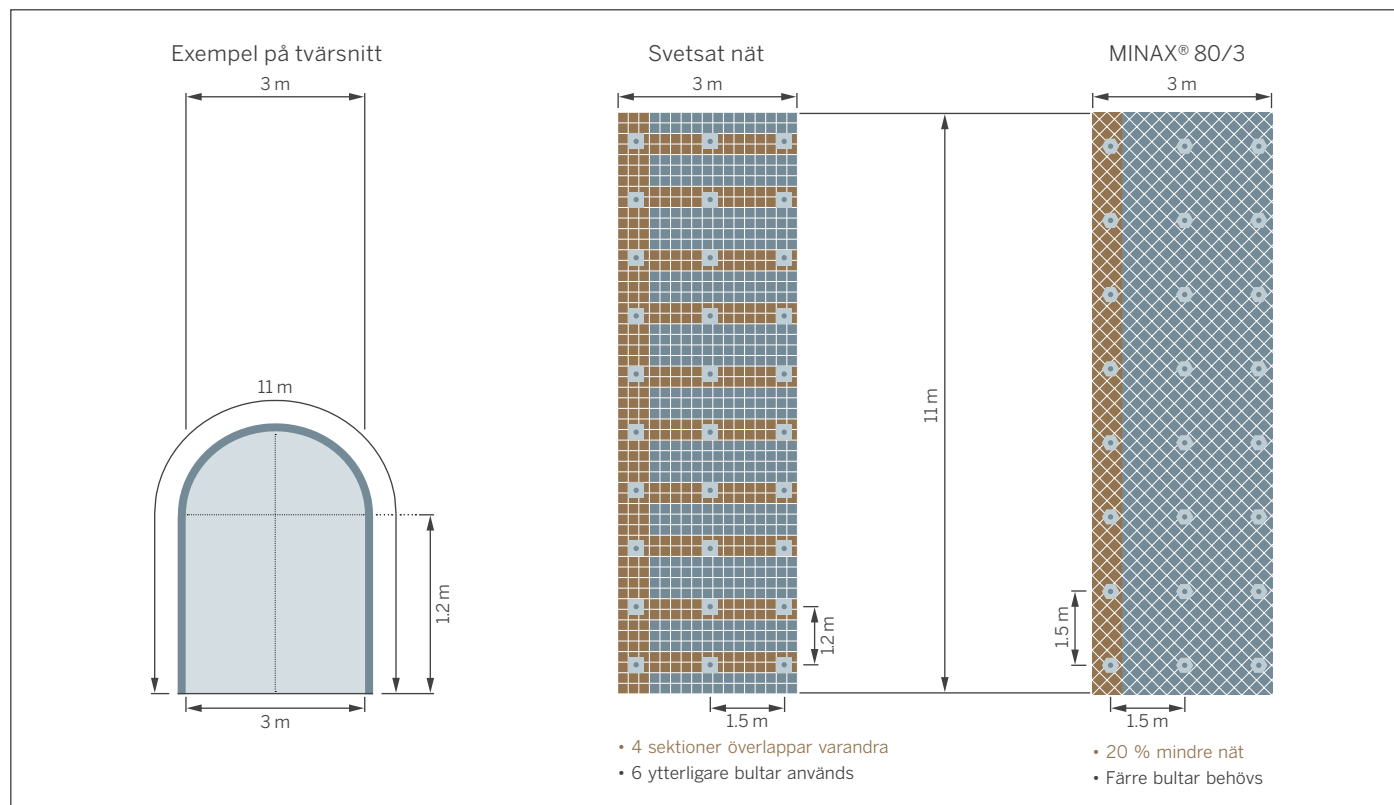 Exempel på tvärsnitt
3 m
11 m
1.2 m
3 m
Svetsat nät
3 m
11 m
1.2 m
1.5 m
• 4 sektioner överlappar varandra
• 6 ytterligare bultar används
MINAX® 80/3
3 m
1.5 m
1.5 m
• 20 % mindre nät
• Färre bultar behövs